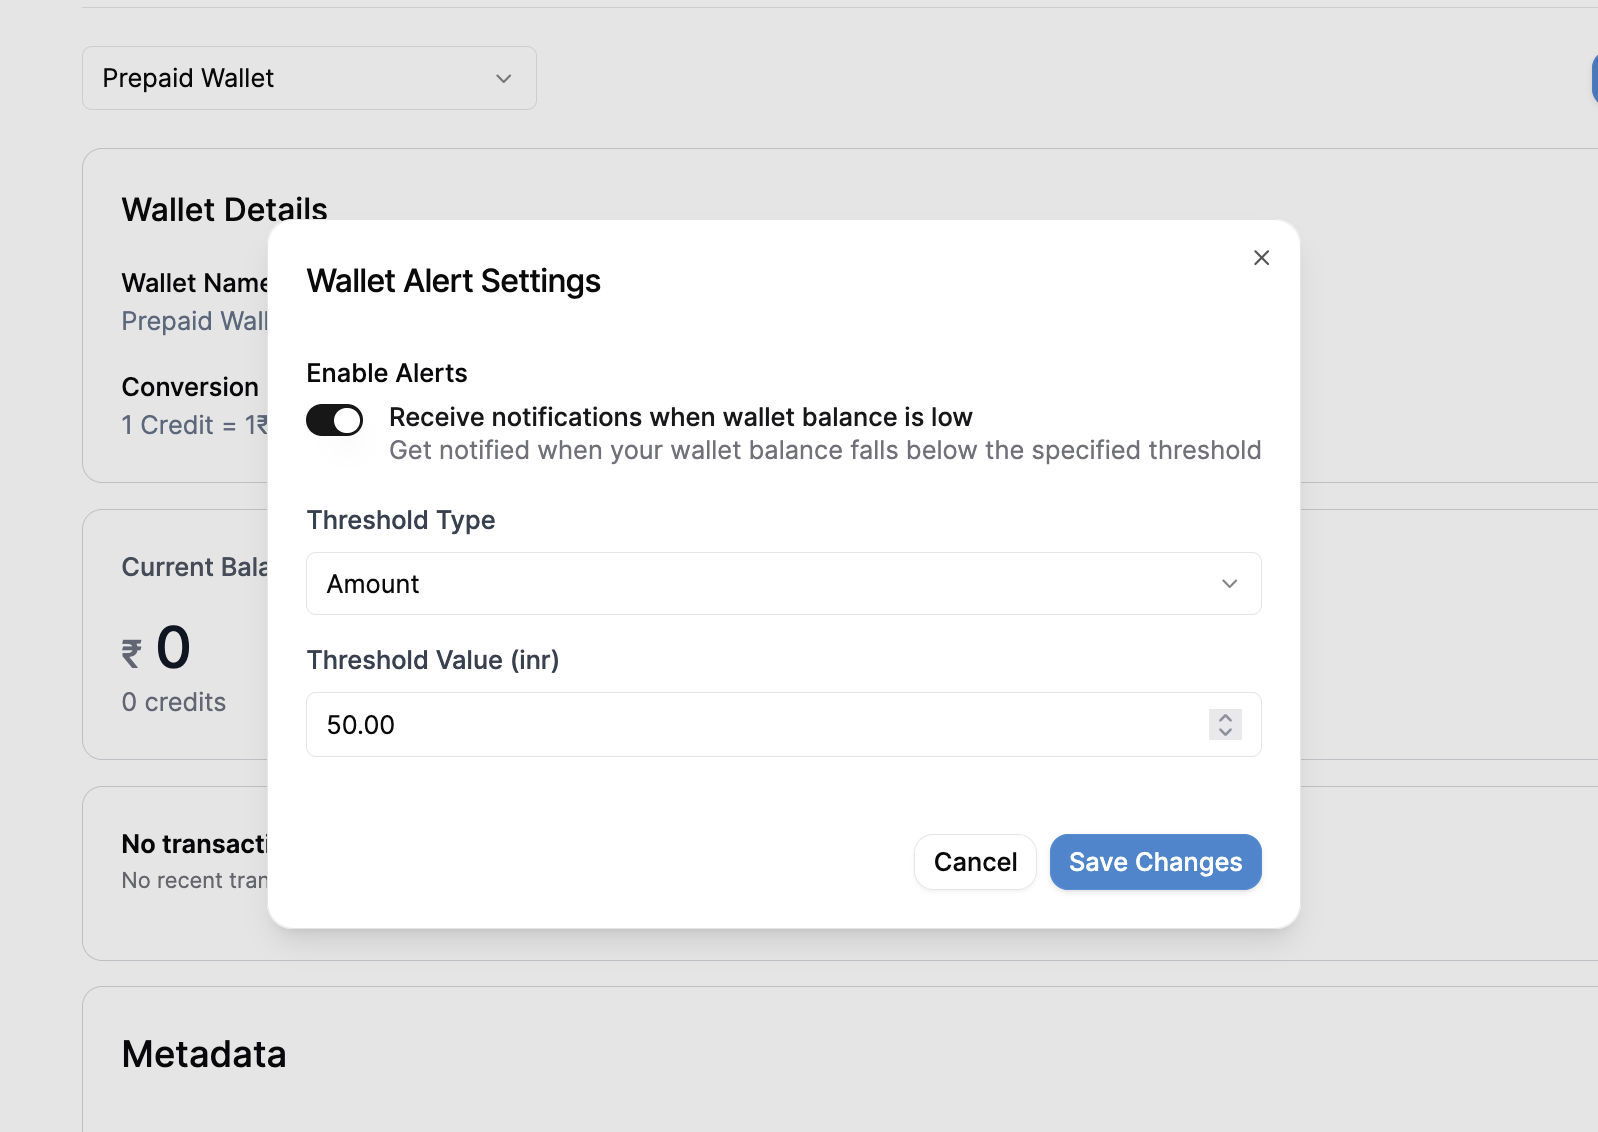 Prepaid Wallet
Wallet Details
Wallet Name
Prepaid Wall
Conversion
1 Credit = 1₹
Current Bala
₹ 0
0 credits
No transacti
No recent tran
Metadata
Wallet Alert Settings
Enable Alerts
Receive notifications when wallet balance is low
Get notified when your wallet balance falls below the specified threshold
Threshold Type
Amount
Threshold Value (inr)
50.00
Cancel
Save Changes